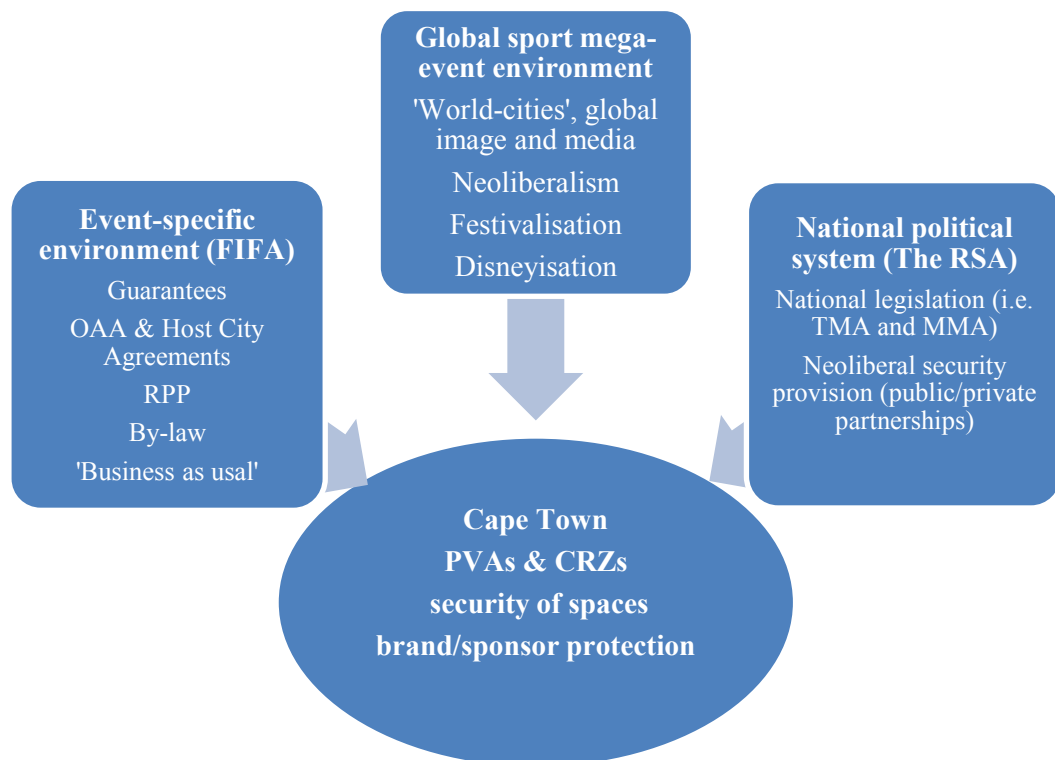 Global sport mega-
event environment
'World-cities', global
image and media
Neoliberalism
Festivalisation
Disneyisation
Event-specific
environment (FIFA)
Guarantees
OAA & Host City
Agreements
RPP
By-law
'Business as usal'
National political
system (The RSA)
National legislation (i.e.
TMA and MMA)
Neoliberal security
provision (public/private
partnerships)
Cape Town
PVAs & CRZs
security of spaces
brand/sponsor protection